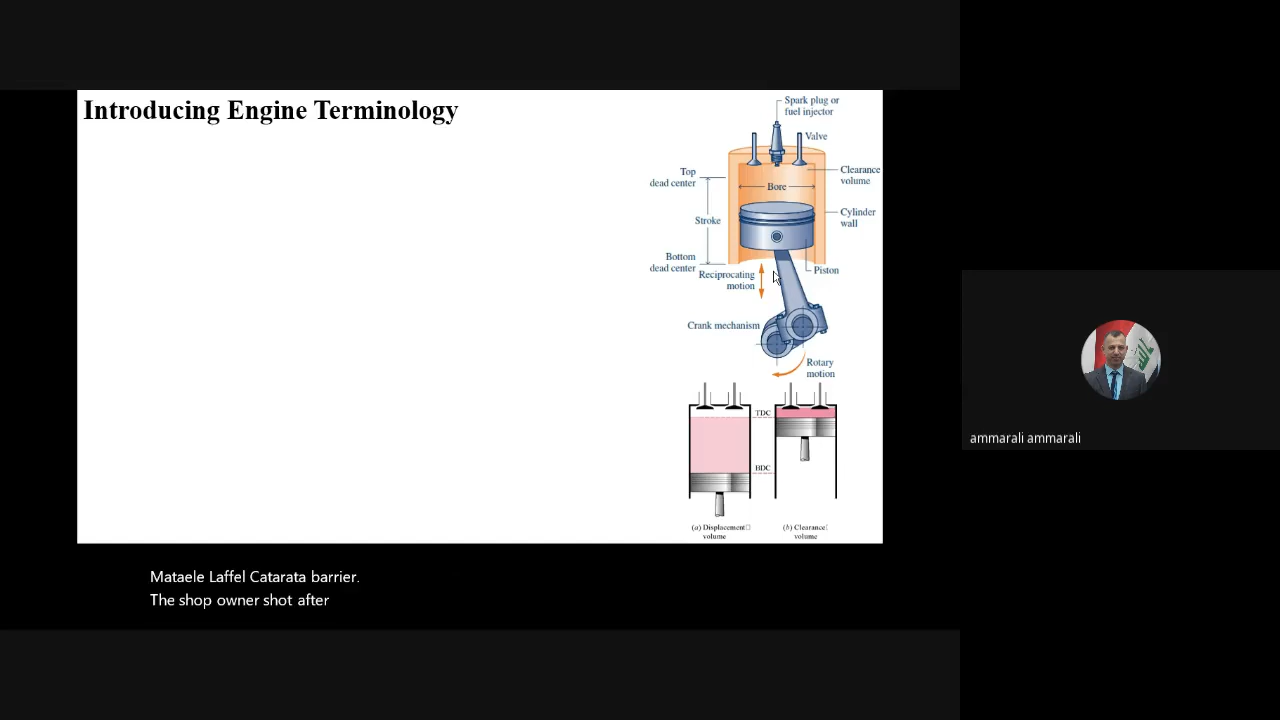 Introducing Engine Terminology
Spark plug or
fuel injector
Valve
Top
dead center
Clearance
volume
Bore
Stroke
Cylinder
wall
Bottom
dead center
Reciprocating
motion
Piston
Crank mechanism
Rotary
motion
TDC
BDC
(a) Displacement
volume
(b) Clearance
volume
ammarali ammarali
Mataele Laffel Catarata barrier.
The shop owner shot after